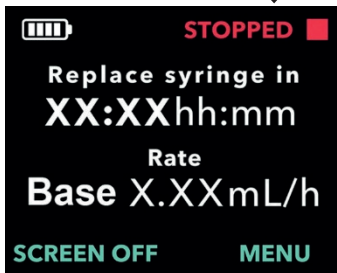 STOPPED
Replace syringe in
XX:XXhh:mm
Rate
Base X.XXmL/h
SCREEN OFF MENU